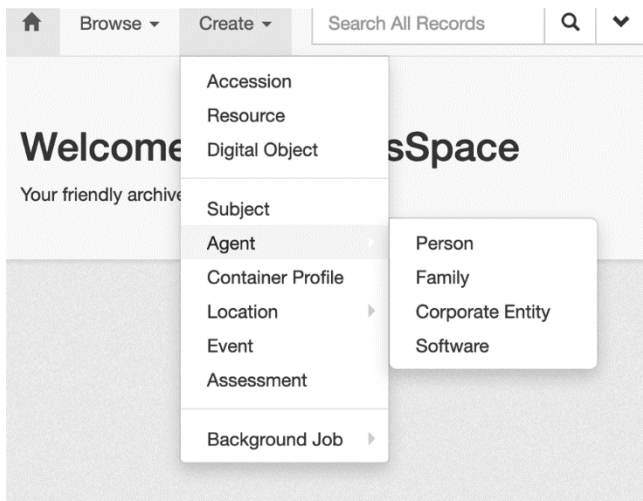 Browse Create Search All Records
Accession
Resource
Digital Object
Welcome sSpace
Your friendly archive
Subject
Agent
Person
Container Profile
Family
Location
Corporate Entity
Event
Software
Assessment
Background Job